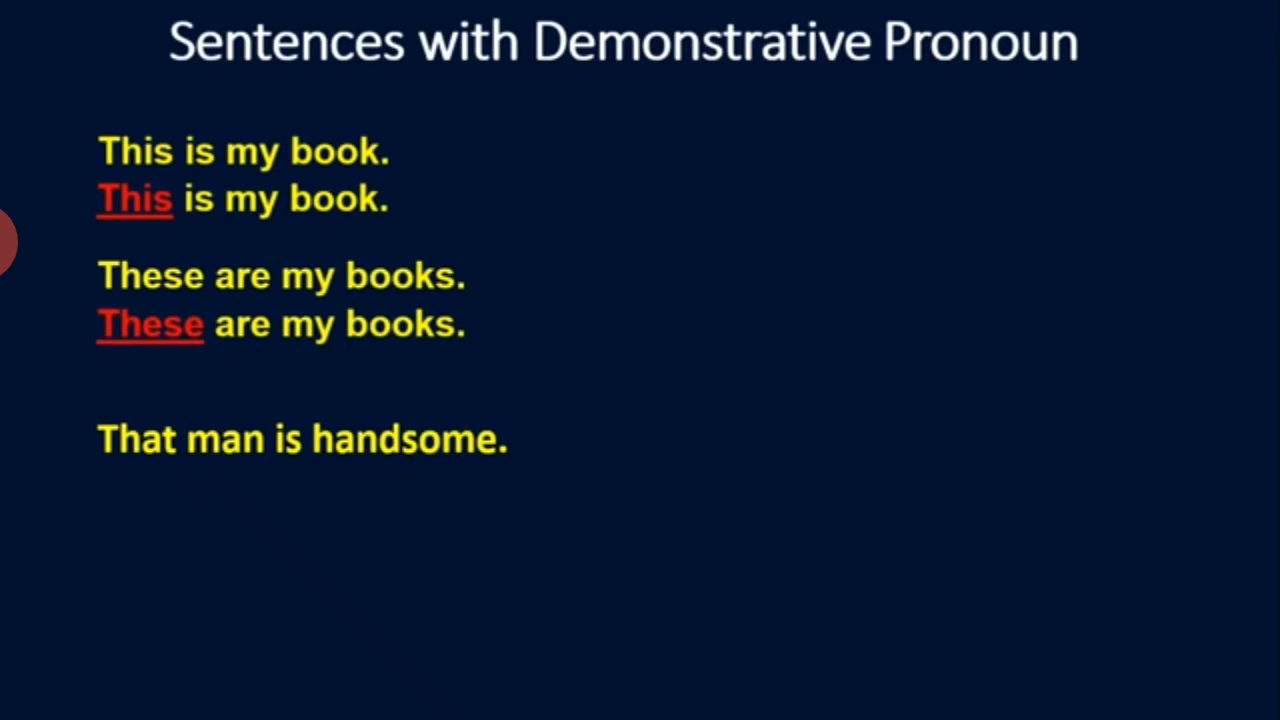 Sentences with Demonstrative Pronoun
This is my book.
This is my book.
These are my books.
These are my books.
That man is handsome.